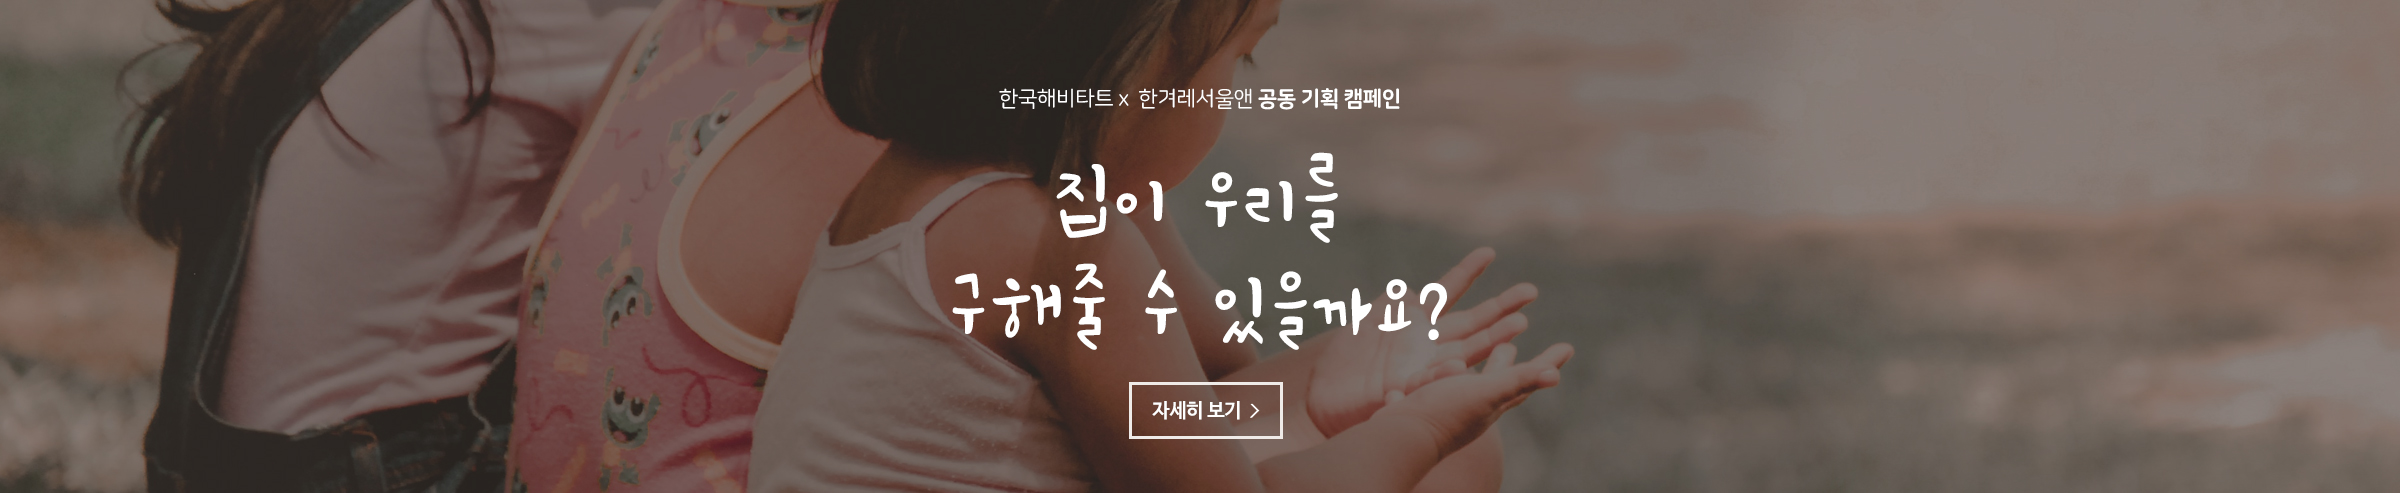 한국해비타트 x 한겨레서울앤 공동 기획 캠페인
집이 우리를
구해줄 수 있을까요?
자세히 보기 >